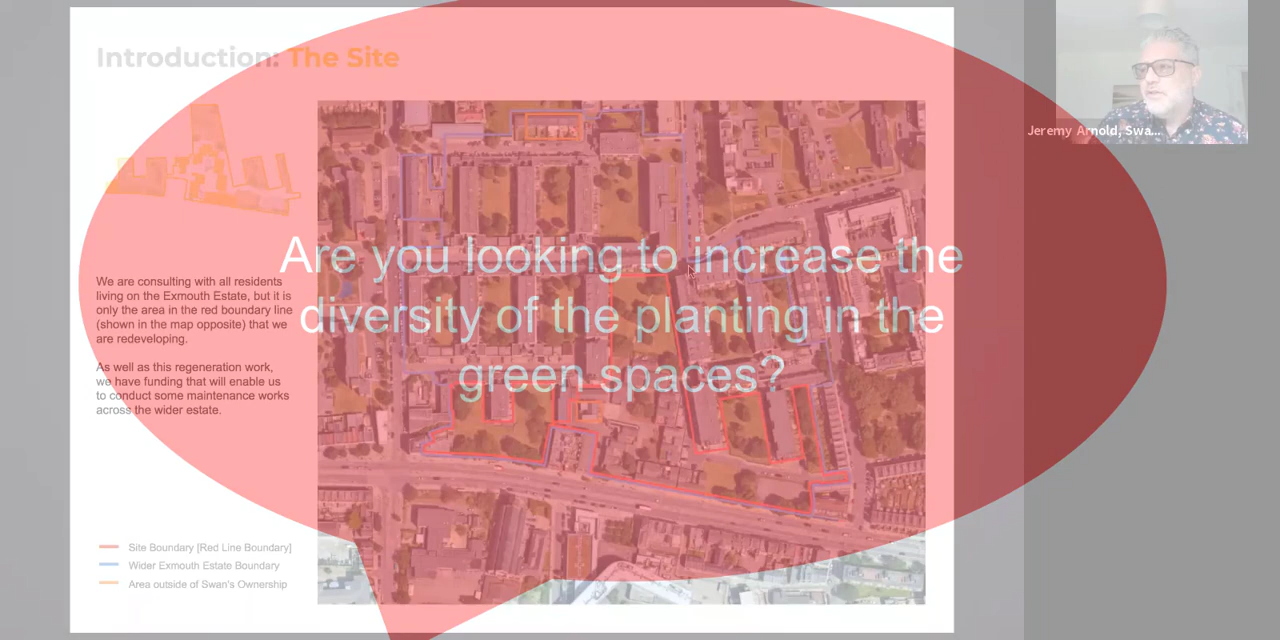 Introduction: The Site
Jeremy Arnold, Swa...
Are you looking to increase the
diversity of the planting in the
green spaces?
We are consulting with all residents
living on the Exmouth Estate, but it is
only the area in the red boundary line
(shown in the map opposite) that we
are redeveloping.
As well as this regeneration work,
we have funding that will enable us
to conduct some maintenance works
across the wider estate.
Site Boundary [Red Line Boundary]
Wider Exmouth Estate Boundary
Area outside of Swan's Ownership